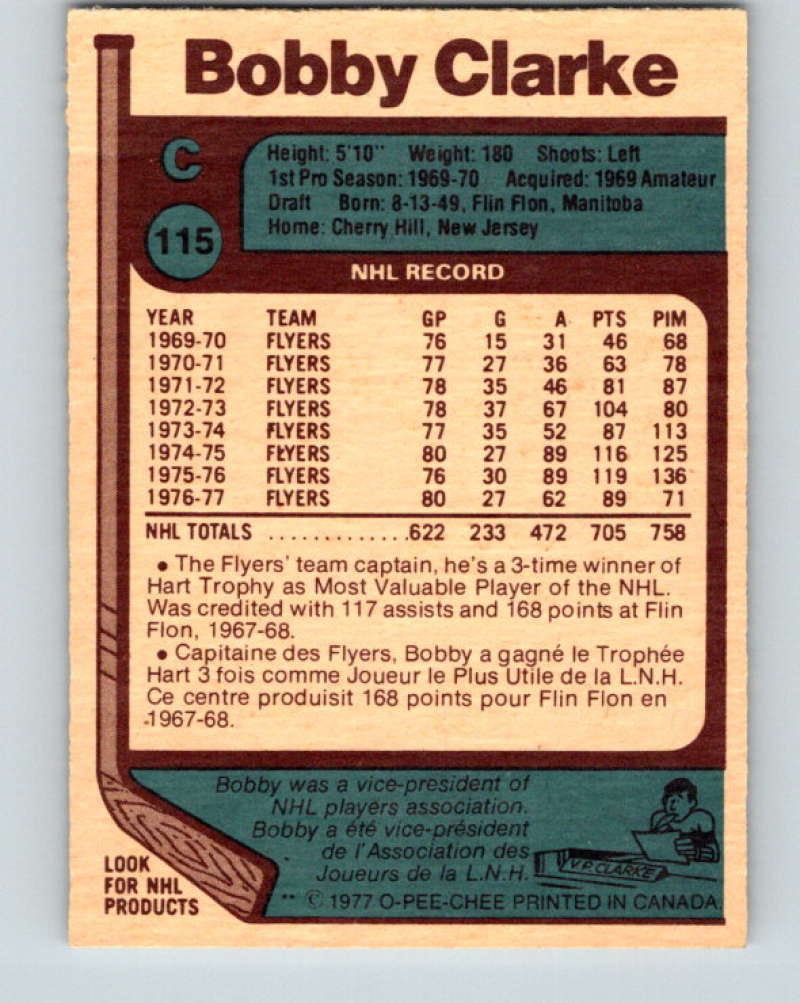 Bobby Clarke
C
115
Height: 5'10" Weight: 180 Shoots: Left
1st Pro Season: 1969-70 Acquired: 1969 Amateur
Draft Born: 8-13-49, Flin Flon, Manitoba
Home: Cherry Hill, New Jersey
NHL RECORD
YEAR TEAM GP G A PTS PIM
1969-70 FLYERS 76 15 31 46 68
1970-71 FLYERS 77 27 36 63 78
1971-72 FLYERS 78 35 46 81 87
1972-73 FLYERS 78 37 67 104 80
1973-74 FLYERS 77 35 52 87 113
1974-75 FLYERS 80 27 89 116 125
1975-76 FLYERS 76 30 89 119 136
1976-77 FLYERS 80 27 62 89 71
NHL TOTALS .............622 233 472 705 758
• The Flyers' team captain, he's a 3-time winner of
Hart Trophy as Most Valuable Player of the NHL.
Was credited with 117 assists and 168 points at Flin
Flon, 1967-68.
• Capitaine des Flyers, Bobby a gagné le Trophée
Hart 3 fois comme Joueur le Plus Utile de la L.N.H.
Ce centre produisit 168 points pour Flin Flon en
1967-68.
Bobby was a vice-president of
NHL players association.
Bobby a été vice-président
de l'Association des
Joueurs de la L.N.H.
V.P. CLARKE
LOOK
FOR NHL
PRODUCTS
** © 1977 O-PEE-CHEE PRINTED IN CANADA.